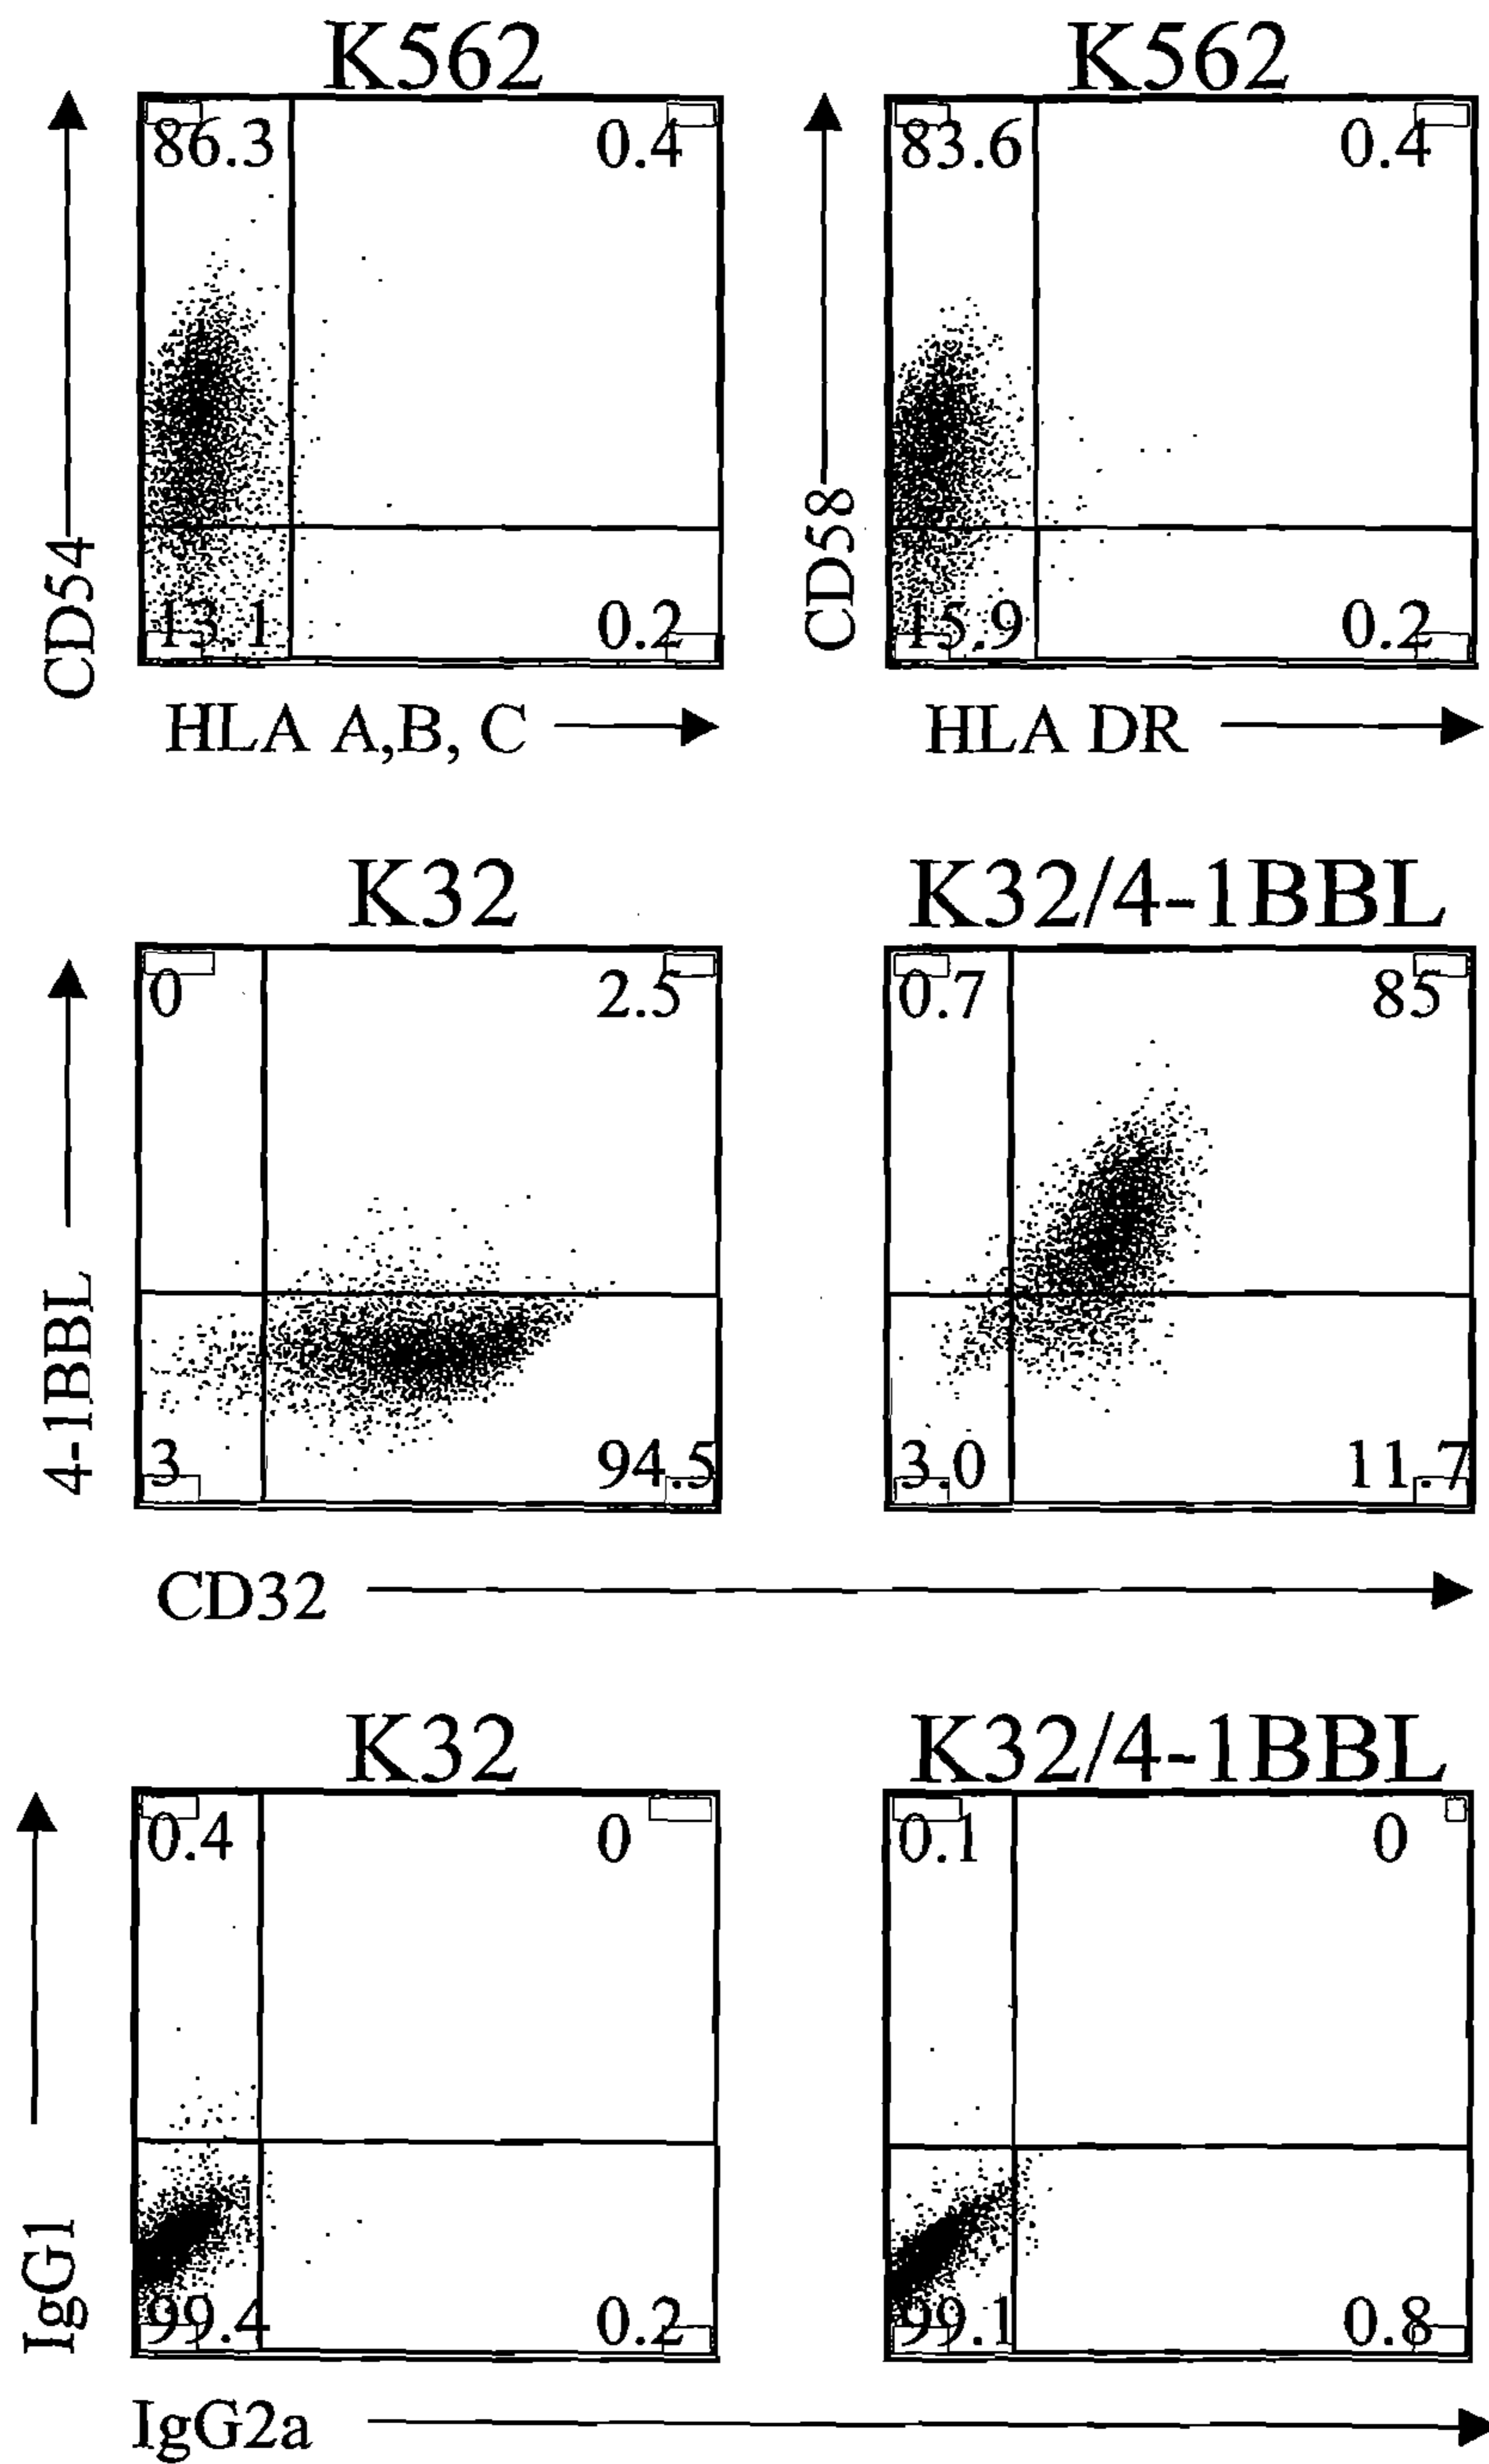 K562 K562
86.3 0.4 83.6 0.4
CD54 CD58
13.1 0.2 15.9 0.2
HLA A,B, C HLA DR
K32 K32/4-1BBL
0 2.5 0.7 85
4-1BBL
3 94.5 3.0 11.7
CD32
K32 K32/4-1BBL
0.4 0 0.1 0
IgG1
99.4 0.2 99.1 0.8
IgG2a